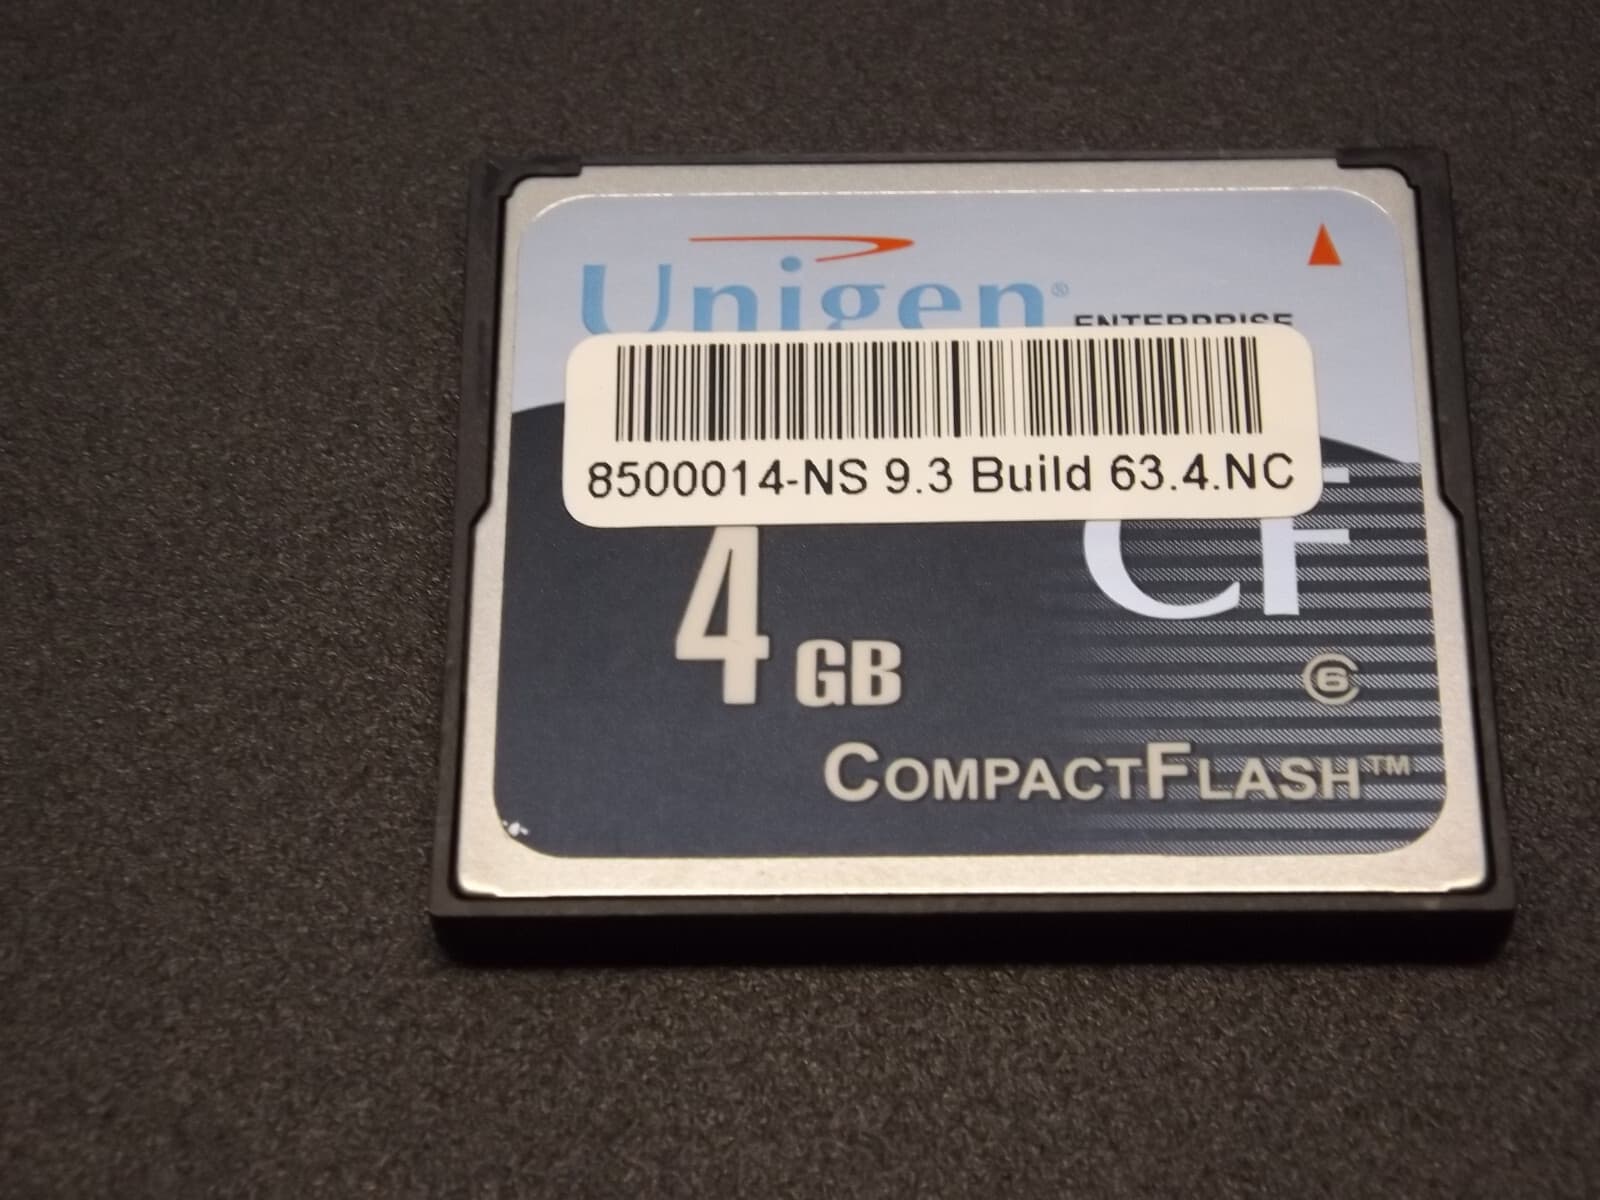 Unigen®
ENTERPRISE
8500014-NS 9.3 Build 63.4.NC
CF
4 GB
6
COMPACTFLASH™